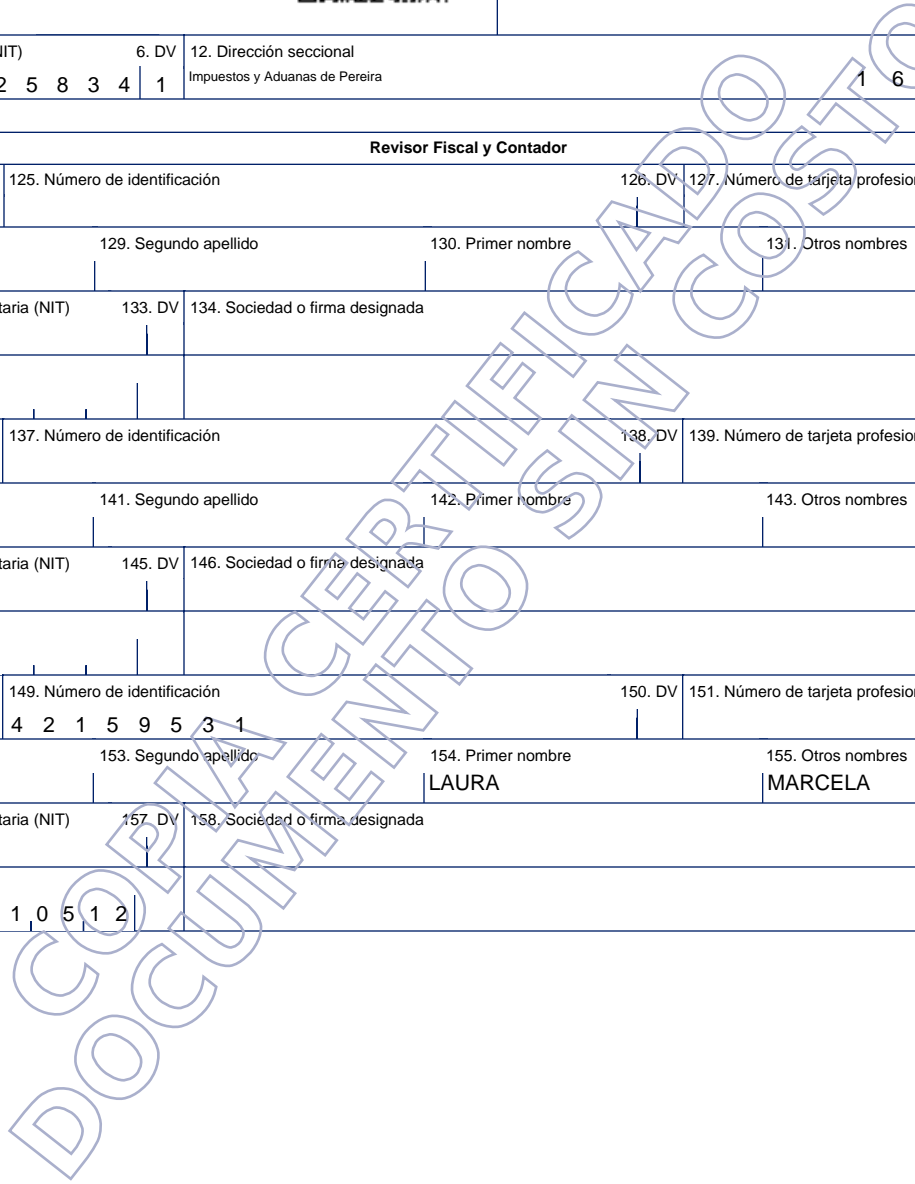 NIT) 6. DV 12. Dirección seccional
2 5 8 3 4 1 Impuestos y Aduanas de Pereira 1 6
Revisor Fiscal y Contador
125. Número de identificación 126. DV 127. Número de tarjeta profesion
129. Segundo apellido 130. Primer nombre 131. Otros nombres
taria (NIT) 133. DV 134. Sociedad o firma designada
137. Número de identificación 138. DV 139. Número de tarjeta profesion
141. Segundo apellido 142. Primer nombre 143. Otros nombres
taria (NIT) 145. DV 146. Sociedad o firma designada
149. Número de identificación 150. DV 151. Número de tarjeta profesion
4 2 1 5 9 5 3 1
153. Segundo apellido 154. Primer nombre 155. Otros nombres
LAURA MARCELA
taria (NIT) 157. DV 158. Sociedad o firma designada
1 0 5 1 2
COPIA CERTIFICADO
DOCUMENTO SIN COSTO